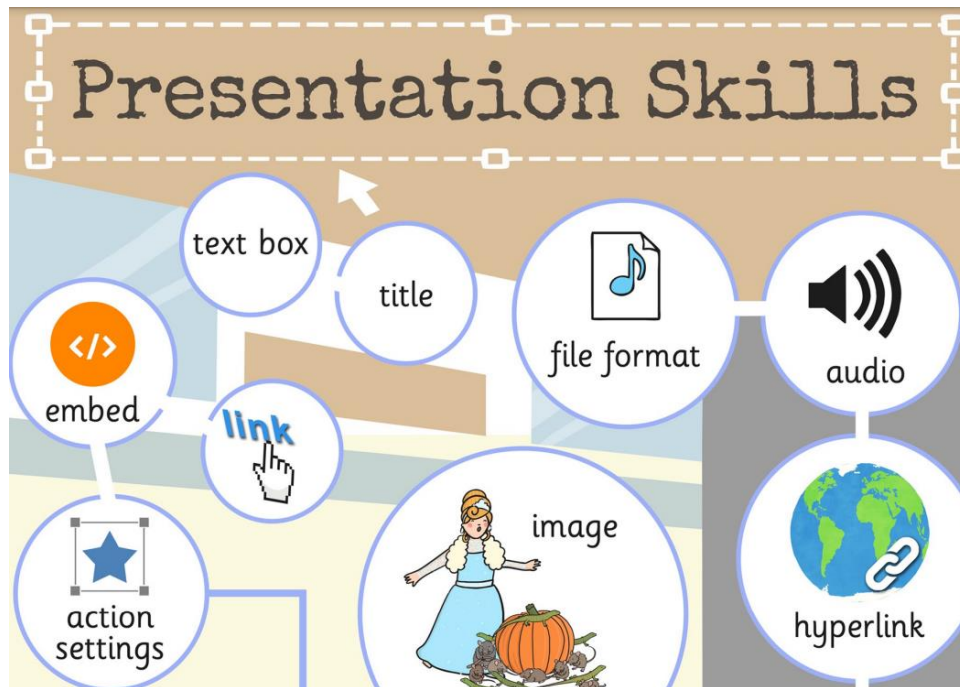 Presentation Skills
text box
title
file format
audio
</>
embed
link
image
action
settings
hyperlink